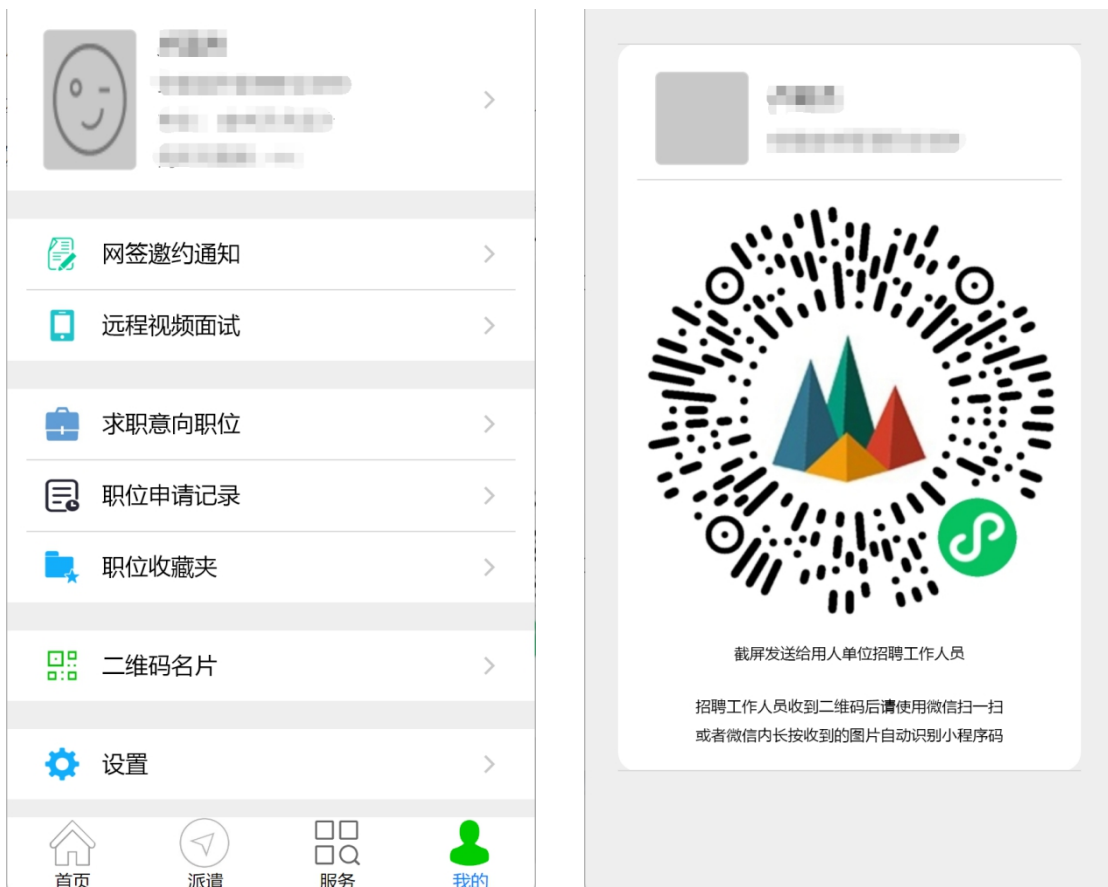 网签邀约通知
远程视频面试
求职意向职位
职位申请记录
职位收藏夹
二维码名片
设置
首页
派遣
服务
我的
截屏发送给用人单位招聘工作人员
招聘工作人员收到二维码后请使用微信扫一扫
或者微信内长按收到的图片自动识别小程序码